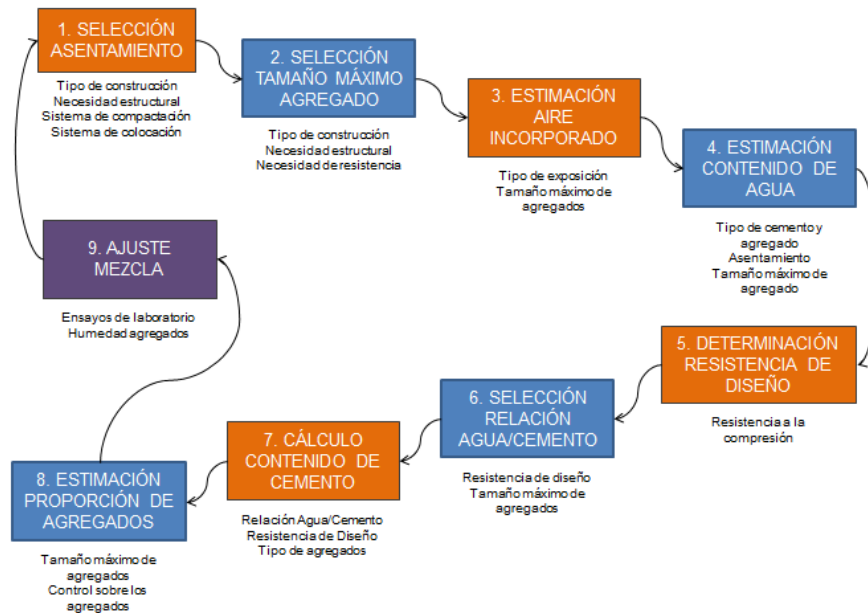 1. SELECCIÓN
ASENTAMIENTO
Tipo de construcción
Necesidad estructural
Sistema de compactación
Sistema de colocación
2. SELECCIÓN
TAMAÑO MÁXIMO
AGREGADO
Tipo de construcción
Necesidad estructural
Necesidad de resistencia
3. ESTIMACIÓN
AIRE
INCORPORADO
Tipo de exposición
Tamaño máximo de
agregados
4. ESTIMACIÓN
CONTENIDO DE
AGUA
Tipo de cemento y
agregado
Asentamiento
Tamaño máximo de
agregado
5. DETERMINACIÓN
RESISTENCIA DE
DISEÑO
Resistencia a la
compresión
6. SELECCIÓN
RELACIÓN
AGUA/CEMENTO
Resistencia de diseño
Tamaño máximo de
agregados
7. CÁLCULO
CONTENIDO DE
CEMENTO
Relación Agua/Cemento
Resistencia de Diseño
Tipo de agregados
8. ESTIMACIÓN
PROPORCIÓN DE
AGREGADOS
Tamaño máximo de
agregados
Control sobre los
agregados
9. AJUSTE
MEZCLA
Ensayos de laboratorio
Humedad agregados